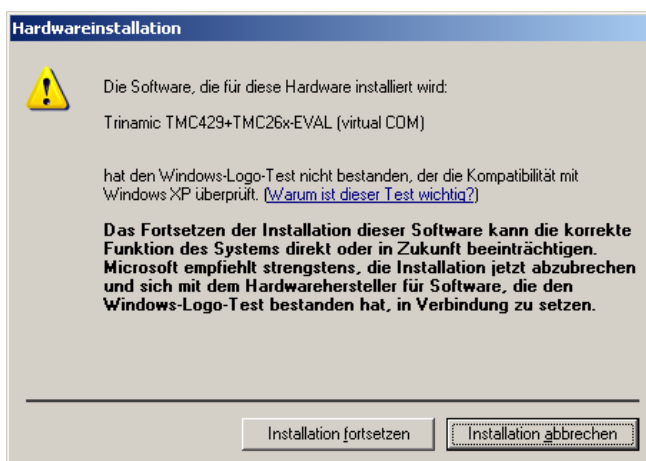 Hardwareinstallation
Die Software, die für diese Hardware installiert wird:
Trinamic TMC429+TMC26x-EVAL (virtual COM)
hat den Windows-Logo-Test nicht bestanden, der die Kompatibilität mit
Windows XP überprüft. (Warum ist dieser Test wichtig?)
Das Fortsetzen der Installation dieser Software kann die korrekte
Funktion des Systems direkt oder in Zukunft beeinträchtigen.
Microsoft empfiehlt strengstens, die Installation jetzt abzubrechen
und sich mit dem Hardwarehersteller für Software, die den
Windows-Logo-Test bestanden hat, in Verbindung zu setzen.
Installation fortsetzen
Installation abbrechen